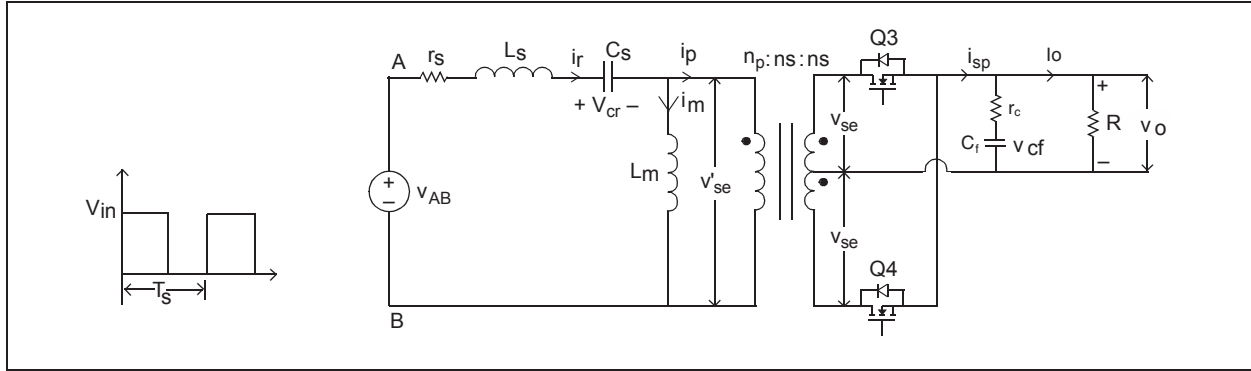 Vin
Ts
A
rs
Ls
ir
Cs
+ Vcr –
ip
im
Lm
v'se
+
–
vAB
B
np:ns:ns
Q3
vse
vse
Q4
isp
Io
rc
Cf
vcf
+
R
–
vo